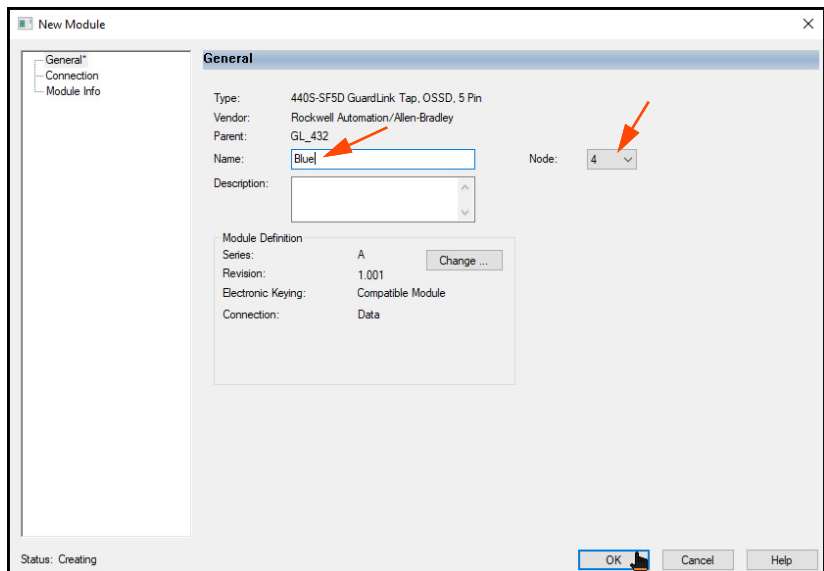 New Module
General*
Connection
Module Info
General
Type: 440S-SF5D GuardLink Tap, OSSD, 5 Pin
Vendor: Rockwell Automation/Allen-Bradley
Parent: GL_432
Name: Blue
Node: 4
Description:
Module Definition
Series: A
Change ...
Revision: 1.001
Electronic Keying: Compatible Module
Connection: Data
Status: Creating
OK
Cancel
Help